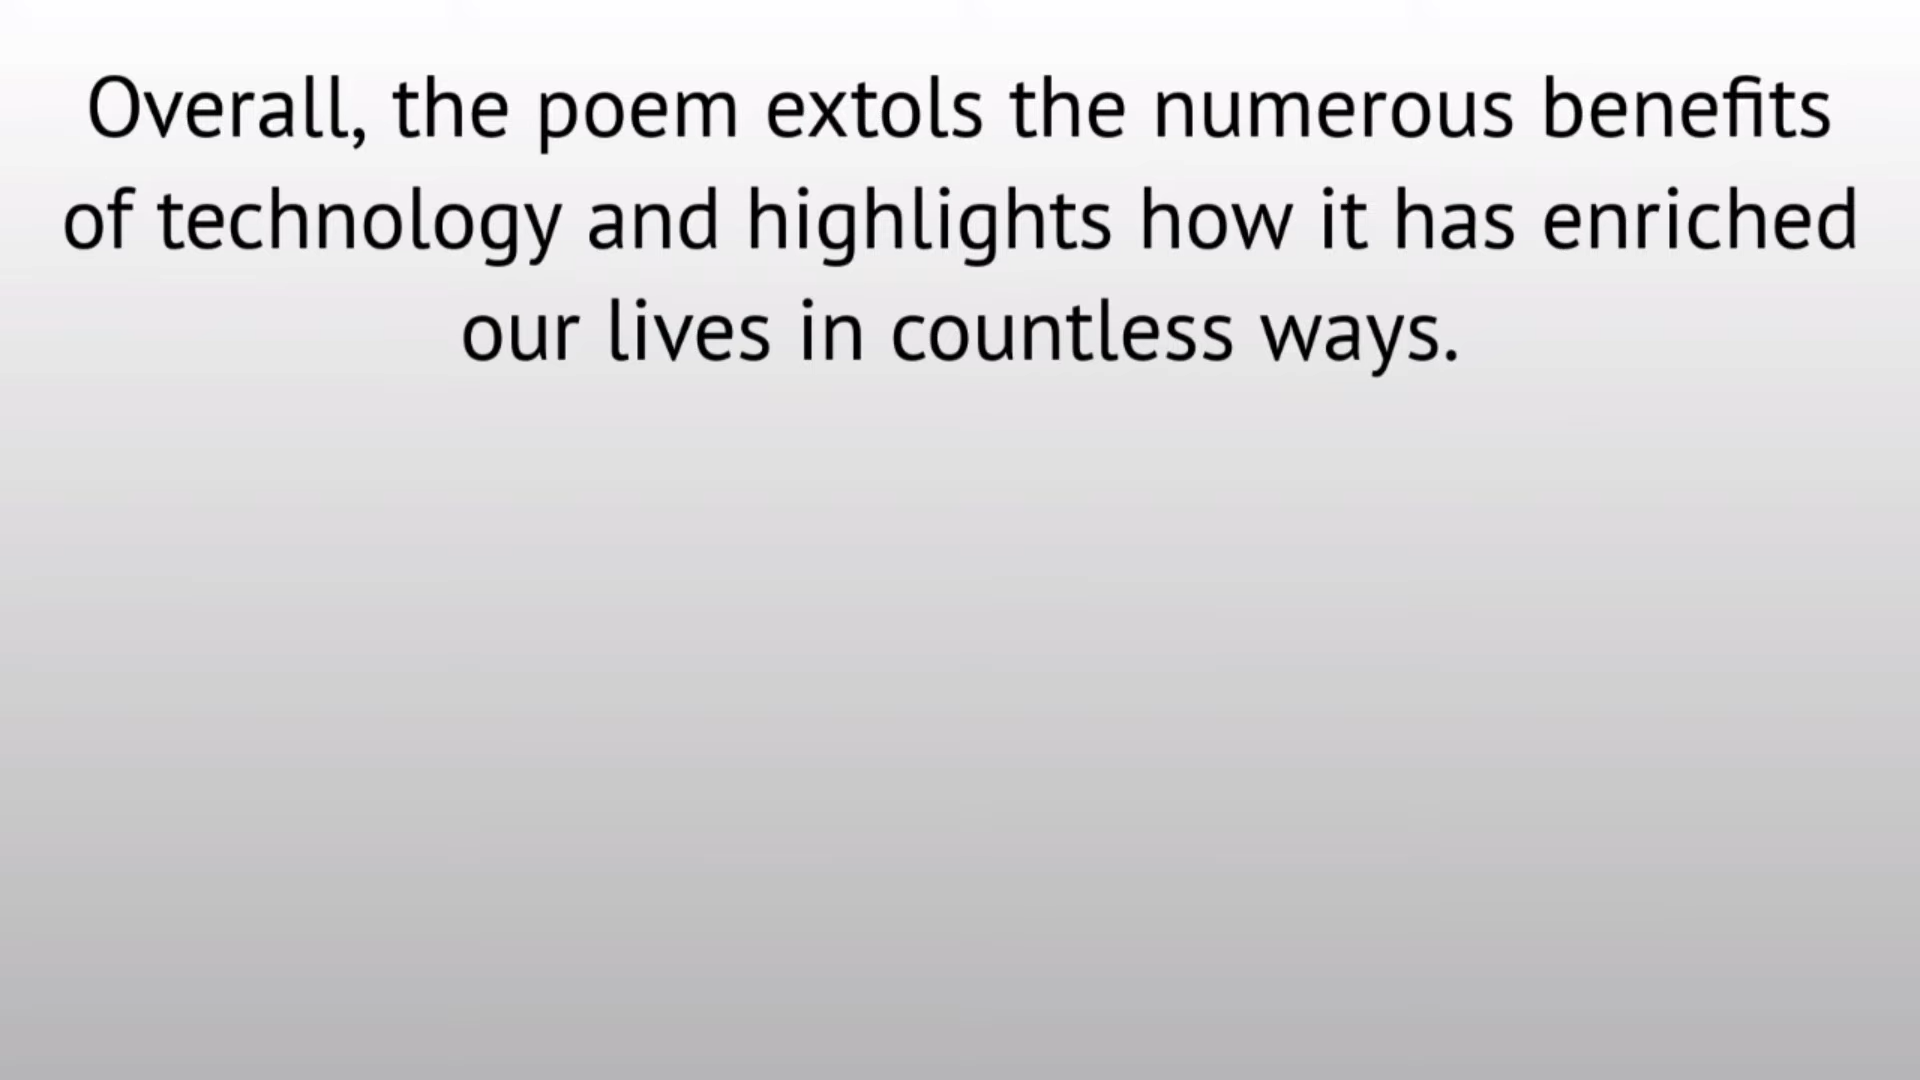 Overall, the poem extols the numerous benefits
of technology and highlights how it has enriched
our lives in countless ways.